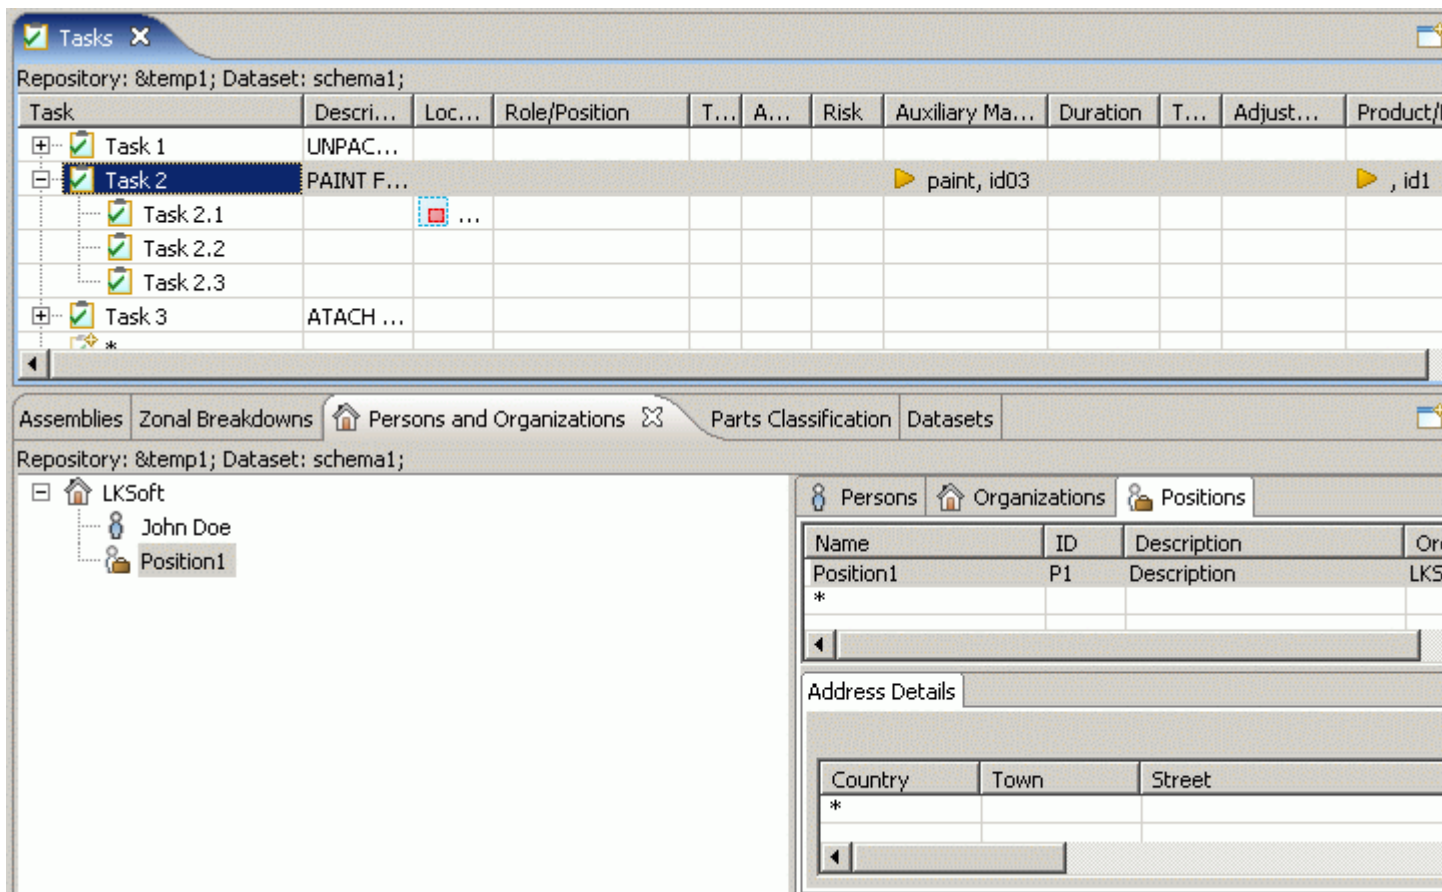 Tasks
Repository: &temp1; Dataset: schema1;
Task Descri... Loc... Role/Position T... A... Risk Auxiliary Ma... Duration T... Adjust... Product/
Task 1 UNPAC...
Task 2 PAINT F... paint, id03 , id1
Task 2.1 ...
Task 2.2
Task 2.3
Task 3 ATACH ...
*
Assemblies Zonal Breakdowns Persons and Organizations Parts Classification Datasets
Repository: &temp1; Dataset: schema1;
LKSoft
John Doe
Position1
Persons Organizations Positions
Name ID Description Or
Position1 P1 Description LKS
*
Address Details
Country Town Street
*